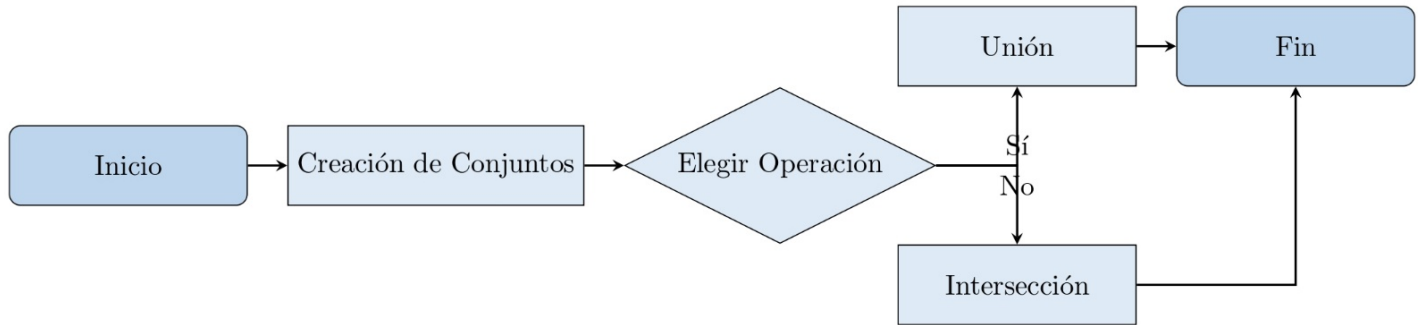 Inicio
Creación de Conjuntos
Elegir Operación
Sí
No
Unión
Intersección
Fin